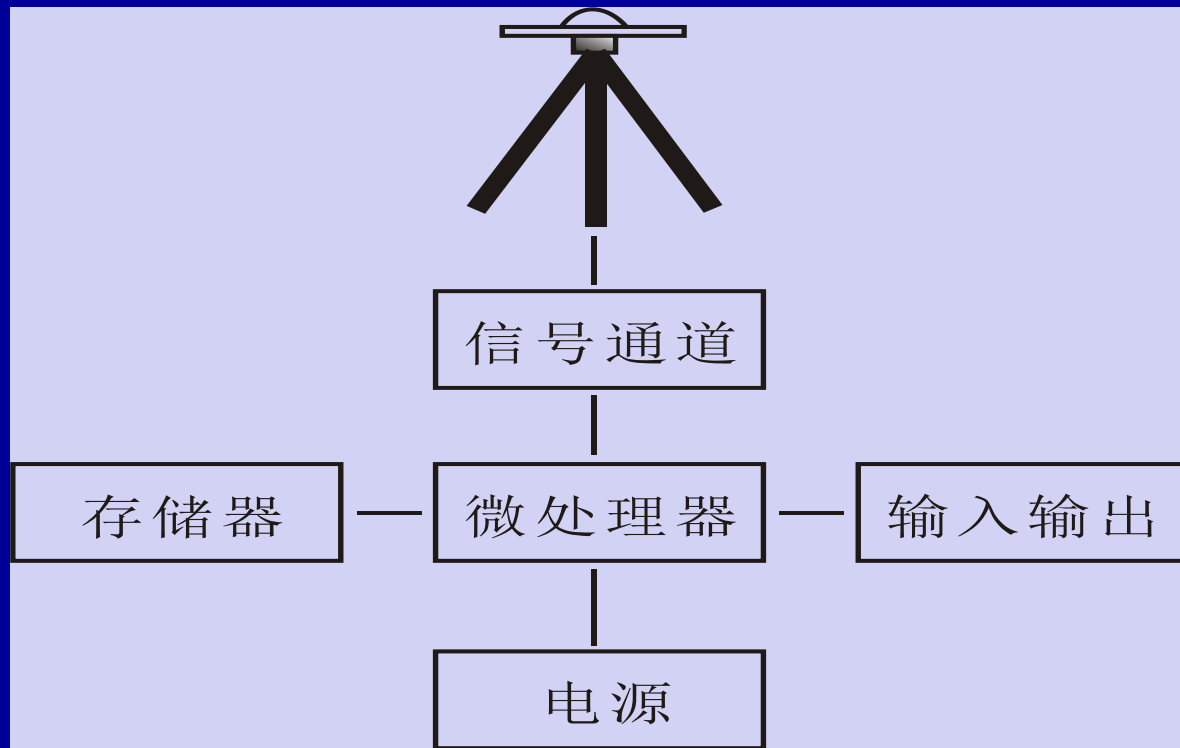 信号通道
存储器
微处理器
输入输出
电源